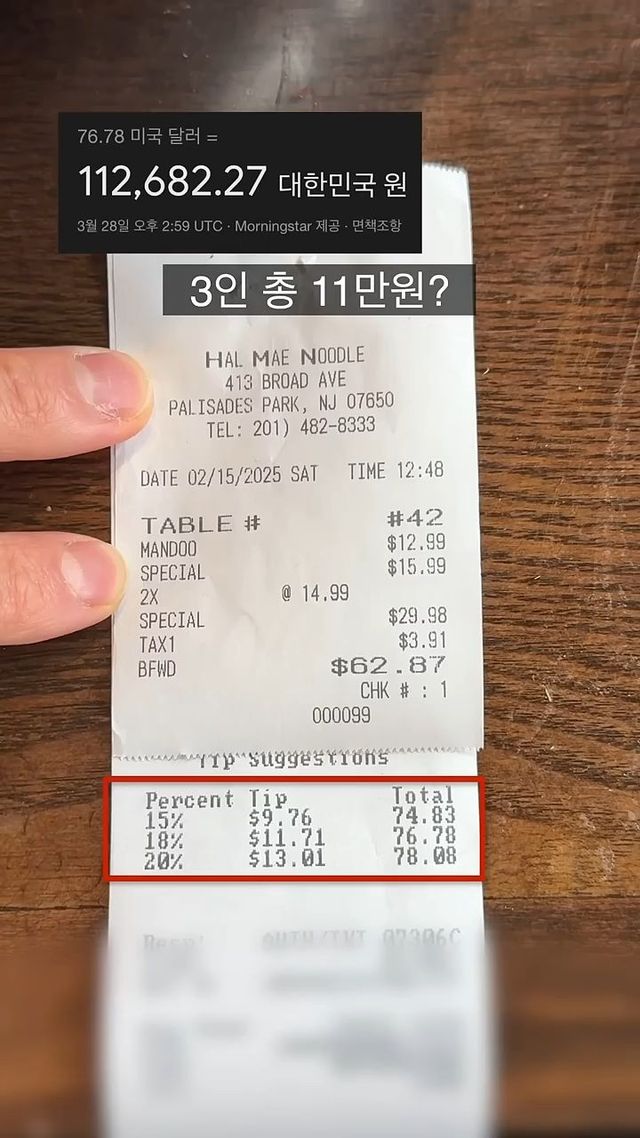 76.78 미국 달러 =
112,682.27 대한민국 원
3월 28일 오후 2:59 UTC · Morningstar 제공 · 면책조항
3인 총 11만원?
HAL MAE NOODLE
413 BROAD AVE
PALISADES PARK, NJ 07650
TEL: 201) 482-8333
DATE 02/15/2025 SAT TIME 12:48
TABLE # #42
MANDOO $12.99
SPECIAL $15.99
2X @ 14.99
SPECIAL $29.98
TAX1 $3.91
BFWD $62.87
CHK # : 1
000099
Tip Suggestions
Percent Tip Total
15% $9.76 74.83
18% $11.71 76.78
20% $13.01 78.08